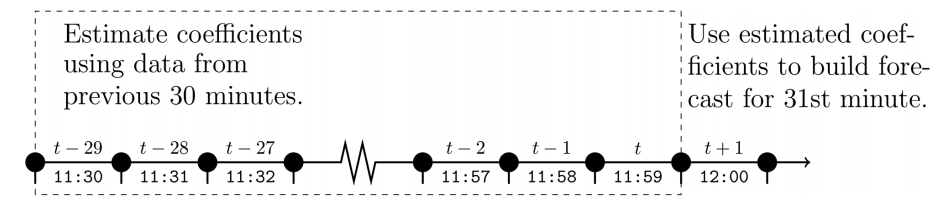 Estimate coefficients
using data from
previous 30 minutes.
Use estimated coef-
ficients to build fore-
cast for 31st minute.
t − 29 t − 28 t − 27 t − 2 t − 1 t t + 1
11:30 11:31 11:32 11:57 11:58 11:59 12:00